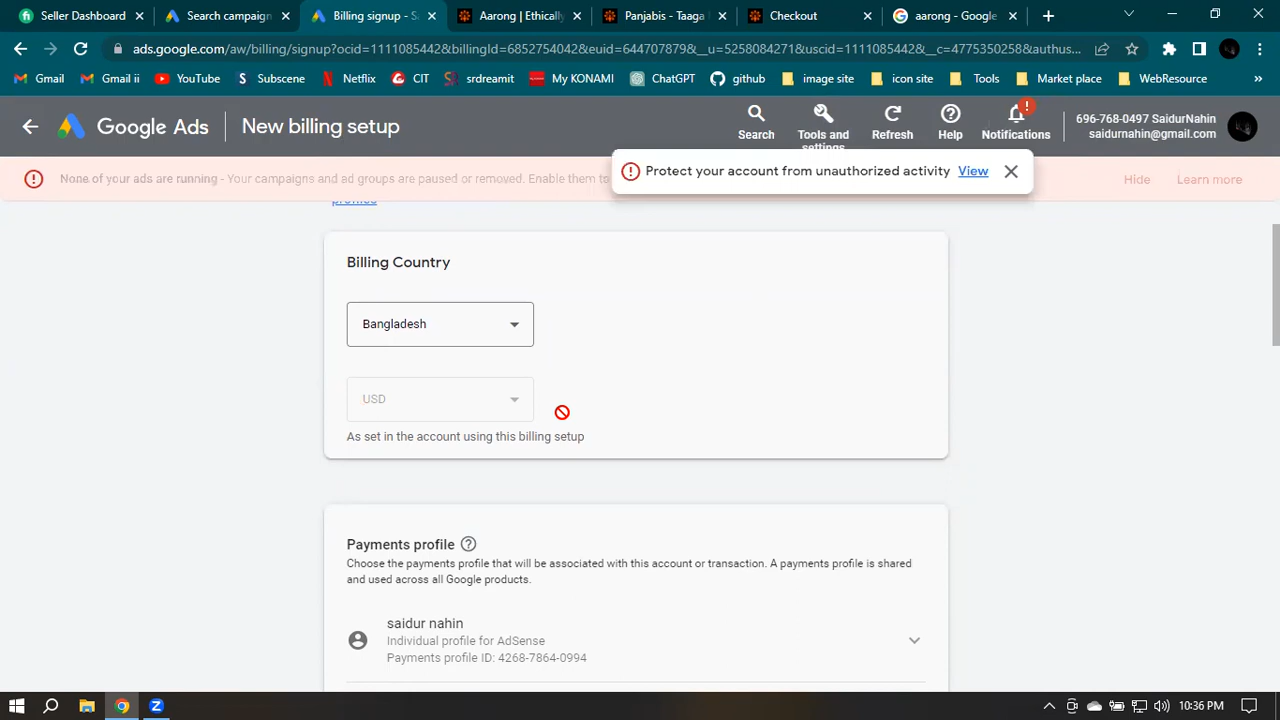 Seller Dashboard
Search campaign
Billing signup - S
Aarong | Ethically
Panjabis - Taaga
Checkout
aarong - Google
ads.google.com/aw/billing/signup?ocid=1111085442&billingId=6852754042&euid=644707879&__u=5258084271&uscid=1111085442&__c=4775350258&authus...
Gmail
Gmail ii
YouTube
Subscene
Netflix
CIT
srdreamit
My KONAMI
ChatGPT
github
image site
icon site
Tools
Market place
WebResource
»
Google Ads
New billing setup
Search
Tools and
settings
Refresh
Help
Notifications
696-768-0497 SaidurNahin
saidurnahin@gmail.com
None of your ads are running - Your campaigns and ad groups are paused or removed. Enable them to
Protect your account from unauthorized activity View
Hide
Learn more
profiles
Billing Country
Bangladesh
USD
As set in the account using this billing setup
Payments profile
Choose the payments profile that will be associated with this account or transaction. A payments profile is shared
and used across all Google products.
saidur nahin
Individual profile for AdSense
Payments profile ID: 4268-7864-0994
10:36 PM